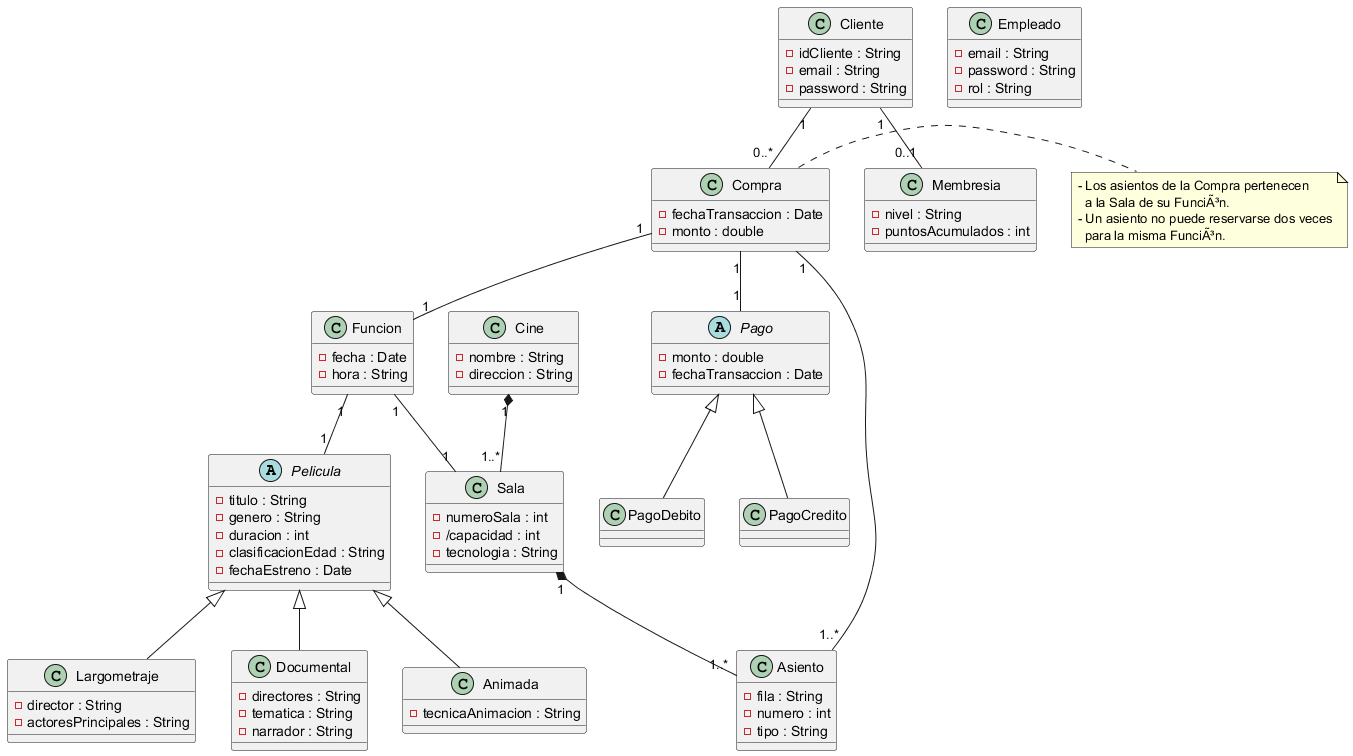 C Cliente
idCliente : String
email : String
password : String
C Empleado
email : String
password : String
rol : String
1
0..*
1
0..1
C Compra
fechaTransaccion : Date
monto : double
C Membresia
nivel : String
puntosAcumulados : int
- Los asientos de la Compra pertenecen
a la Sala de su FunciÃ³n.
- Un asiento no puede reservarse dos veces
para la misma FunciÃ³n.
1
1
1
1
1
C Funcion
fecha : Date
hora : String
C Cine
nombre : String
direccion : String
A Pago
monto : double
fechaTransaccion : Date
1
1
1
1
1
1..*
A Pelicula
titulo : String
genero : String
duracion : int
clasificacionEdad : String
fechaEstreno : Date
C Sala
numeroSala : int
/capacidad : int
tecnologia : String
C PagoDebito
C PagoCredito
1
1..*
1..*
C Largometraje
director : String
actoresPrincipales : String
C Documental
directores : String
tematica : String
narrador : String
C Animada
tecnicaAnimacion : String
C Asiento
fila : String
numero : int
tipo : String